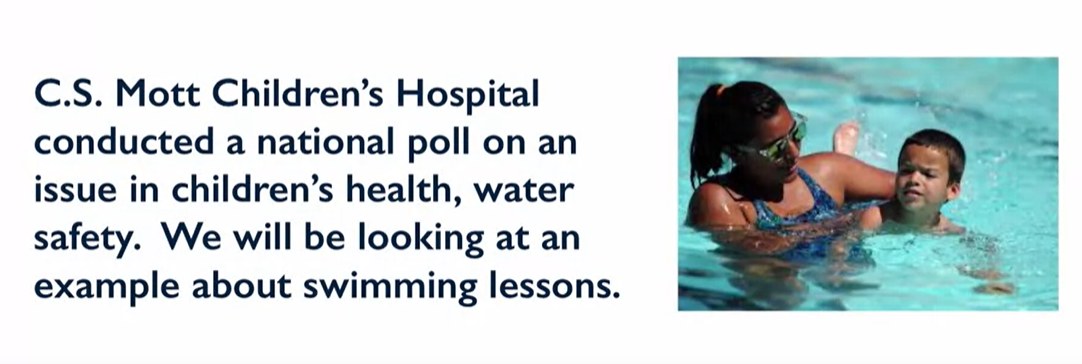 C.S. Mott Children’s Hospital
conducted a national poll on an
issue in children’s health, water
safety.  We will be looking at an
example about swimming lessons.